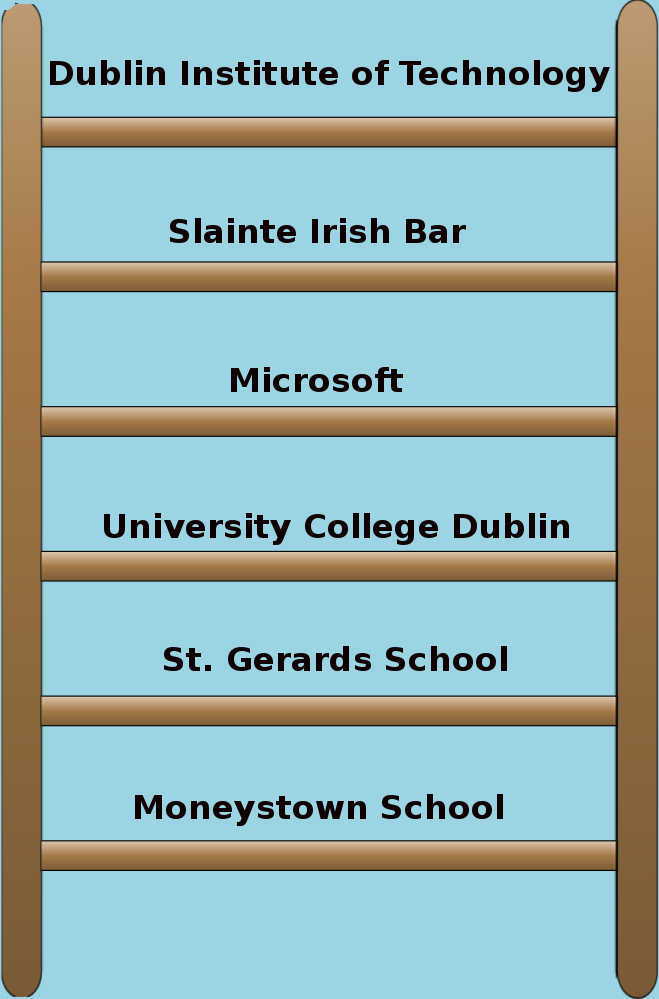 Dublin Institute of Technology
Slainte Irish Bar
Microsoft
University College Dublin
St. Gerards School
Moneystown School